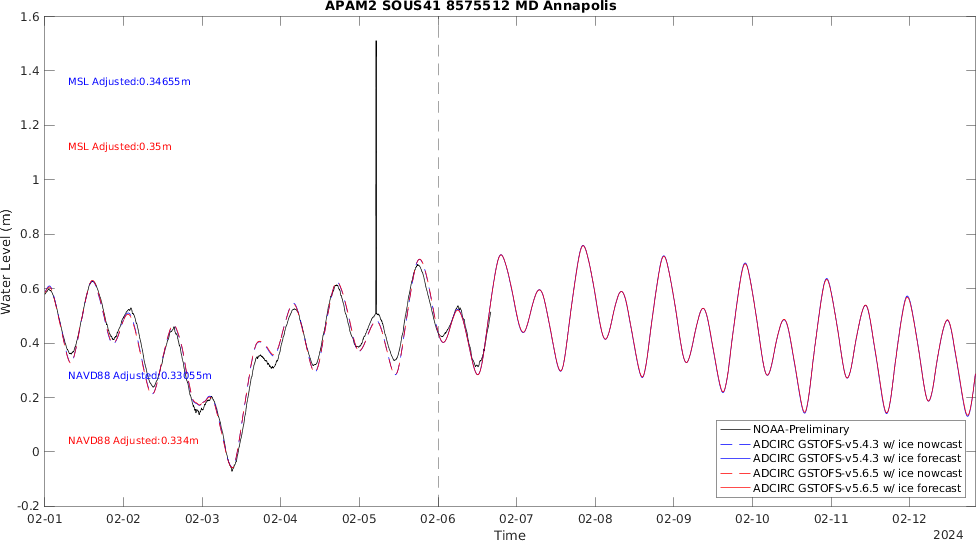 APAM2 SOUS41 8575512 MD Annapolis
1.6
1.4
1.2
1
0.8
0.6
0.4
0.2
0
-0.2
Water Level (m)
MSL Adjusted:0.34655m
MSL Adjusted:0.35m
NAVD88 Adjusted:0.33055m
NAVD88 Adjusted:0.334m
NOAA-Preliminary
ADCIRC GSTOFS-v5.4.3 w/ ice nowcast
ADCIRC GSTOFS-v5.4.3 w/ ice forecast
ADCIRC GSTOFS-v5.6.5 w/ ice nowcast
ADCIRC GSTOFS-v5.6.5 w/ ice forecast
02-01 02-02 02-03 02-04 02-05 02-06 02-07 02-08 02-09 02-10 02-11 02-12
Time
2024